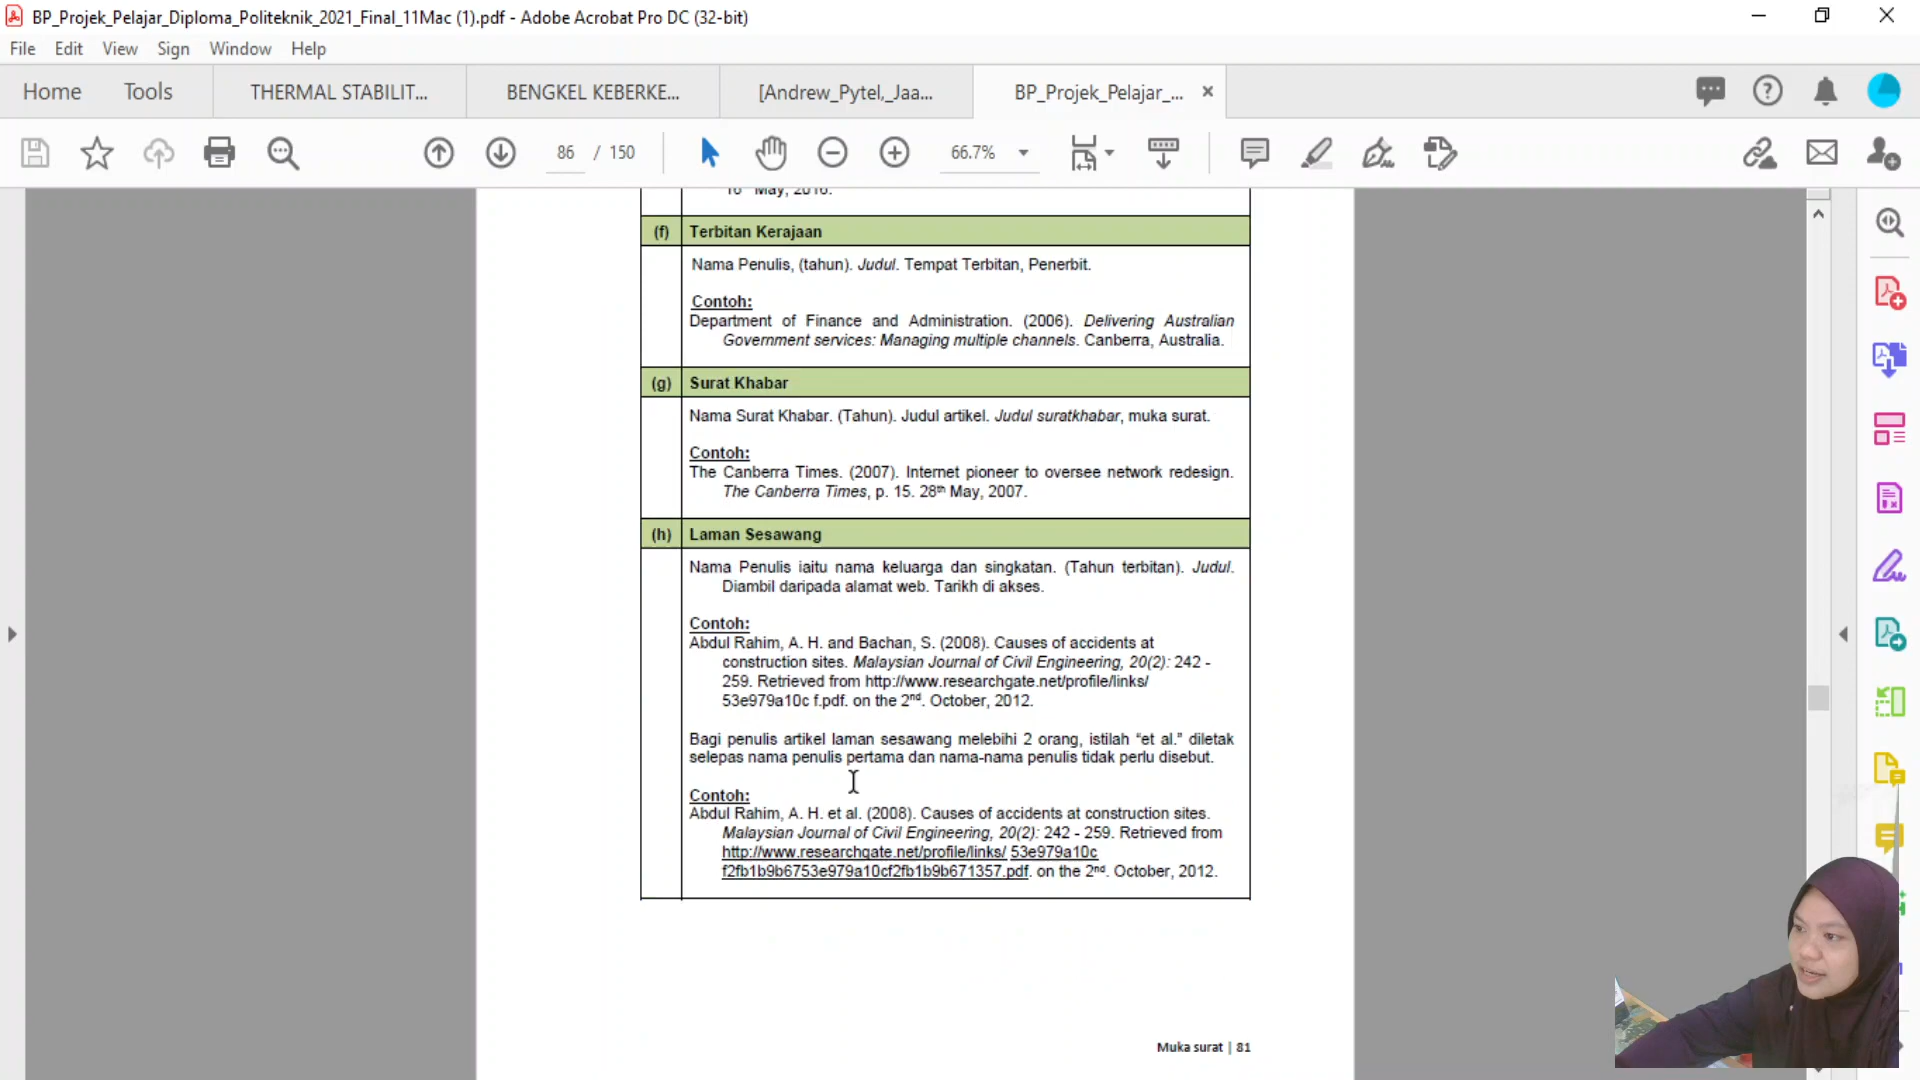 BP_Projek_Pelajar_Diploma_Politeknik_2021_Final_11Mac (1).pdf - Adobe Acrobat Pro DC (32-bit)
File Edit View Sign Window Help
Home Tools THERMAL STABILIT... BENGKEL KEBERKE... [Andrew_Pytel,_Jaa... BP_Projek_Pelajar_...
86 / 150 66.7%
16 May, 2016.
(f) Terbitan Kerajaan
Nama Penulis, (tahun). Judul. Tempat Terbitan, Penerbit.
Contoh:
Department of Finance and Administration. (2006). Delivering Australian
Government services: Managing multiple channels. Canberra, Australia.
(g) Surat Khabar
Nama Surat Khabar. (Tahun). Judul artikel. Judul suratkhabar, muka surat.
Contoh:
The Canberra Times. (2007). Internet pioneer to oversee network redesign.
The Canberra Times, p. 15. 28th May, 2007.
(h) Laman Sesawang
Nama Penulis iaitu nama keluarga dan singkatan. (Tahun terbitan). Judul.
Diambil daripada alamat web. Tarikh di akses.
Contoh:
Abdul Rahim, A. H. and Bachan, S. (2008). Causes of accidents at
construction sites. Malaysian Journal of Civil Engineering, 20(2): 242 -
259. Retrieved from http://www.researchgate.net/profile/links/
53e979a10c f.pdf. on the 2nd. October, 2012.
Bagi penulis artikel laman sesawang melebihi 2 orang, istilah “et al.” diletak
selepas nama penulis pertama dan nama-nama penulis tidak perlu disebut.
Contoh:
Abdul Rahim, A. H. et al. (2008). Causes of accidents at construction sites.
Malaysian Journal of Civil Engineering, 20(2): 242 - 259. Retrieved from
http://www.researchgate.net/profile/links/ 53e979a10c
f2fb1b9b6753e979a10cf2fb1b9b671357.pdf. on the 2nd. October, 2012.
Muka surat | 81